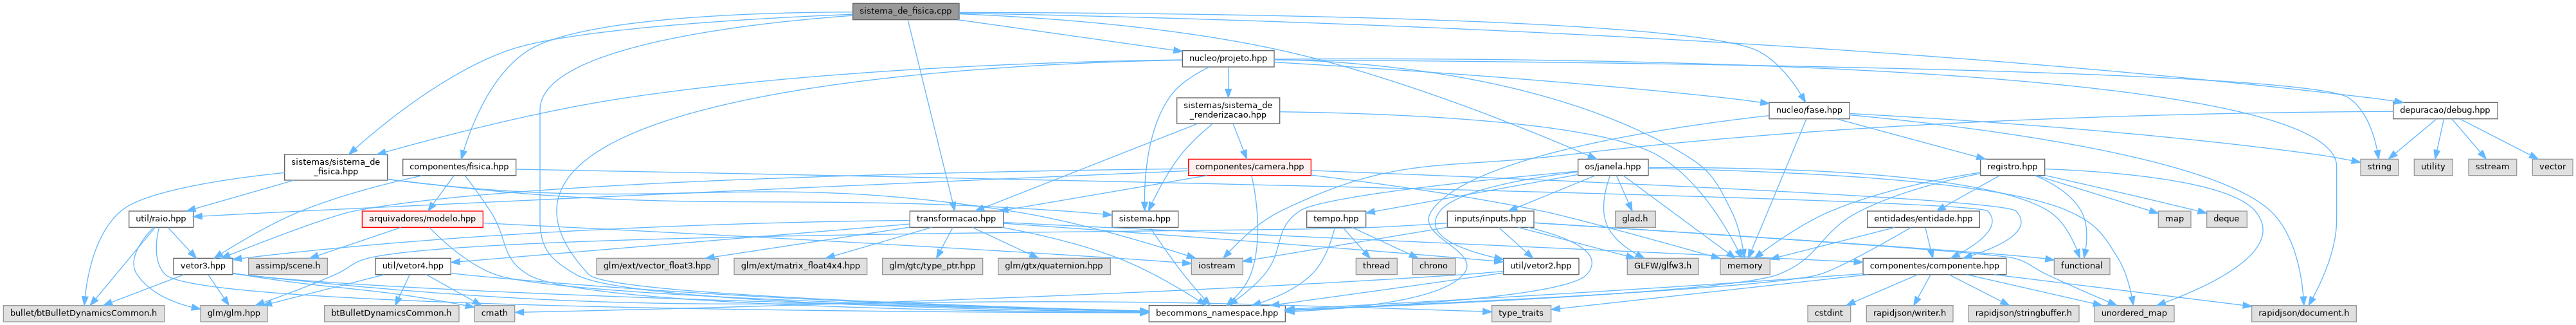 sistema_de_fisica.cpp
nucleo/projeto.hpp
sistemas/sistema_de
_renderizacao.hpp
nucleo/fase.hpp
depuracao/debug.hpp
sistemas/sistema_de
_fisica.hpp
componentes/fisica.hpp
componentes/camera.hpp
os/janela.hpp
registro.hpp
string
utility
sstream
vector
util/raio.hpp
arquivadores/modelo.hpp
transformacao.hpp
sistema.hpp
tempo.hpp
inputs/inputs.hpp
glad.h
entidades/entidade.hpp
map
deque
vetor3.hpp
assimp/scene.h
util/vetor4.hpp
iostream
glm/ext/vector_float3.hpp
glm/ext/matrix_float4x4.hpp
glm/gtc/type_ptr.hpp
glm/gtx/quaternion.hpp
thread
chrono
util/vetor2.hpp
GLFW/glfw3.h
memory
componentes/componente.hpp
functional
bullet/btBulletDynamicsCommon.h
glm/glm.hpp
btBulletDynamicsCommon.h
cmath
becommons_namespace.hpp
type_traits
cstdint
rapidjson/writer.h
rapidjson/stringbuffer.h
unordered_map
rapidjson/document.h